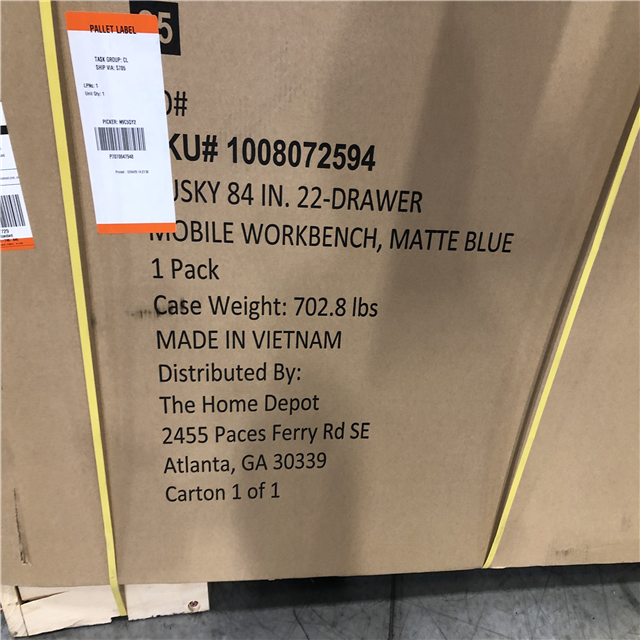 PALLET LABEL
TASK GROUP: CL
SHIP VIA: S785
LPNs: 1
Unit Qty: 1
5
O#
KU# 1008072594
USKY 84 IN. 22-DRAWER
MOBILE WORKBENCH, MATTE BLUE
1 Pack
Case Weight: 702.8 lbs
MADE IN VIETNAM
Distributed By:
The Home Depot
2455 Paces Ferry Rd SE
Atlanta, GA 30339
Carton 1 of 1